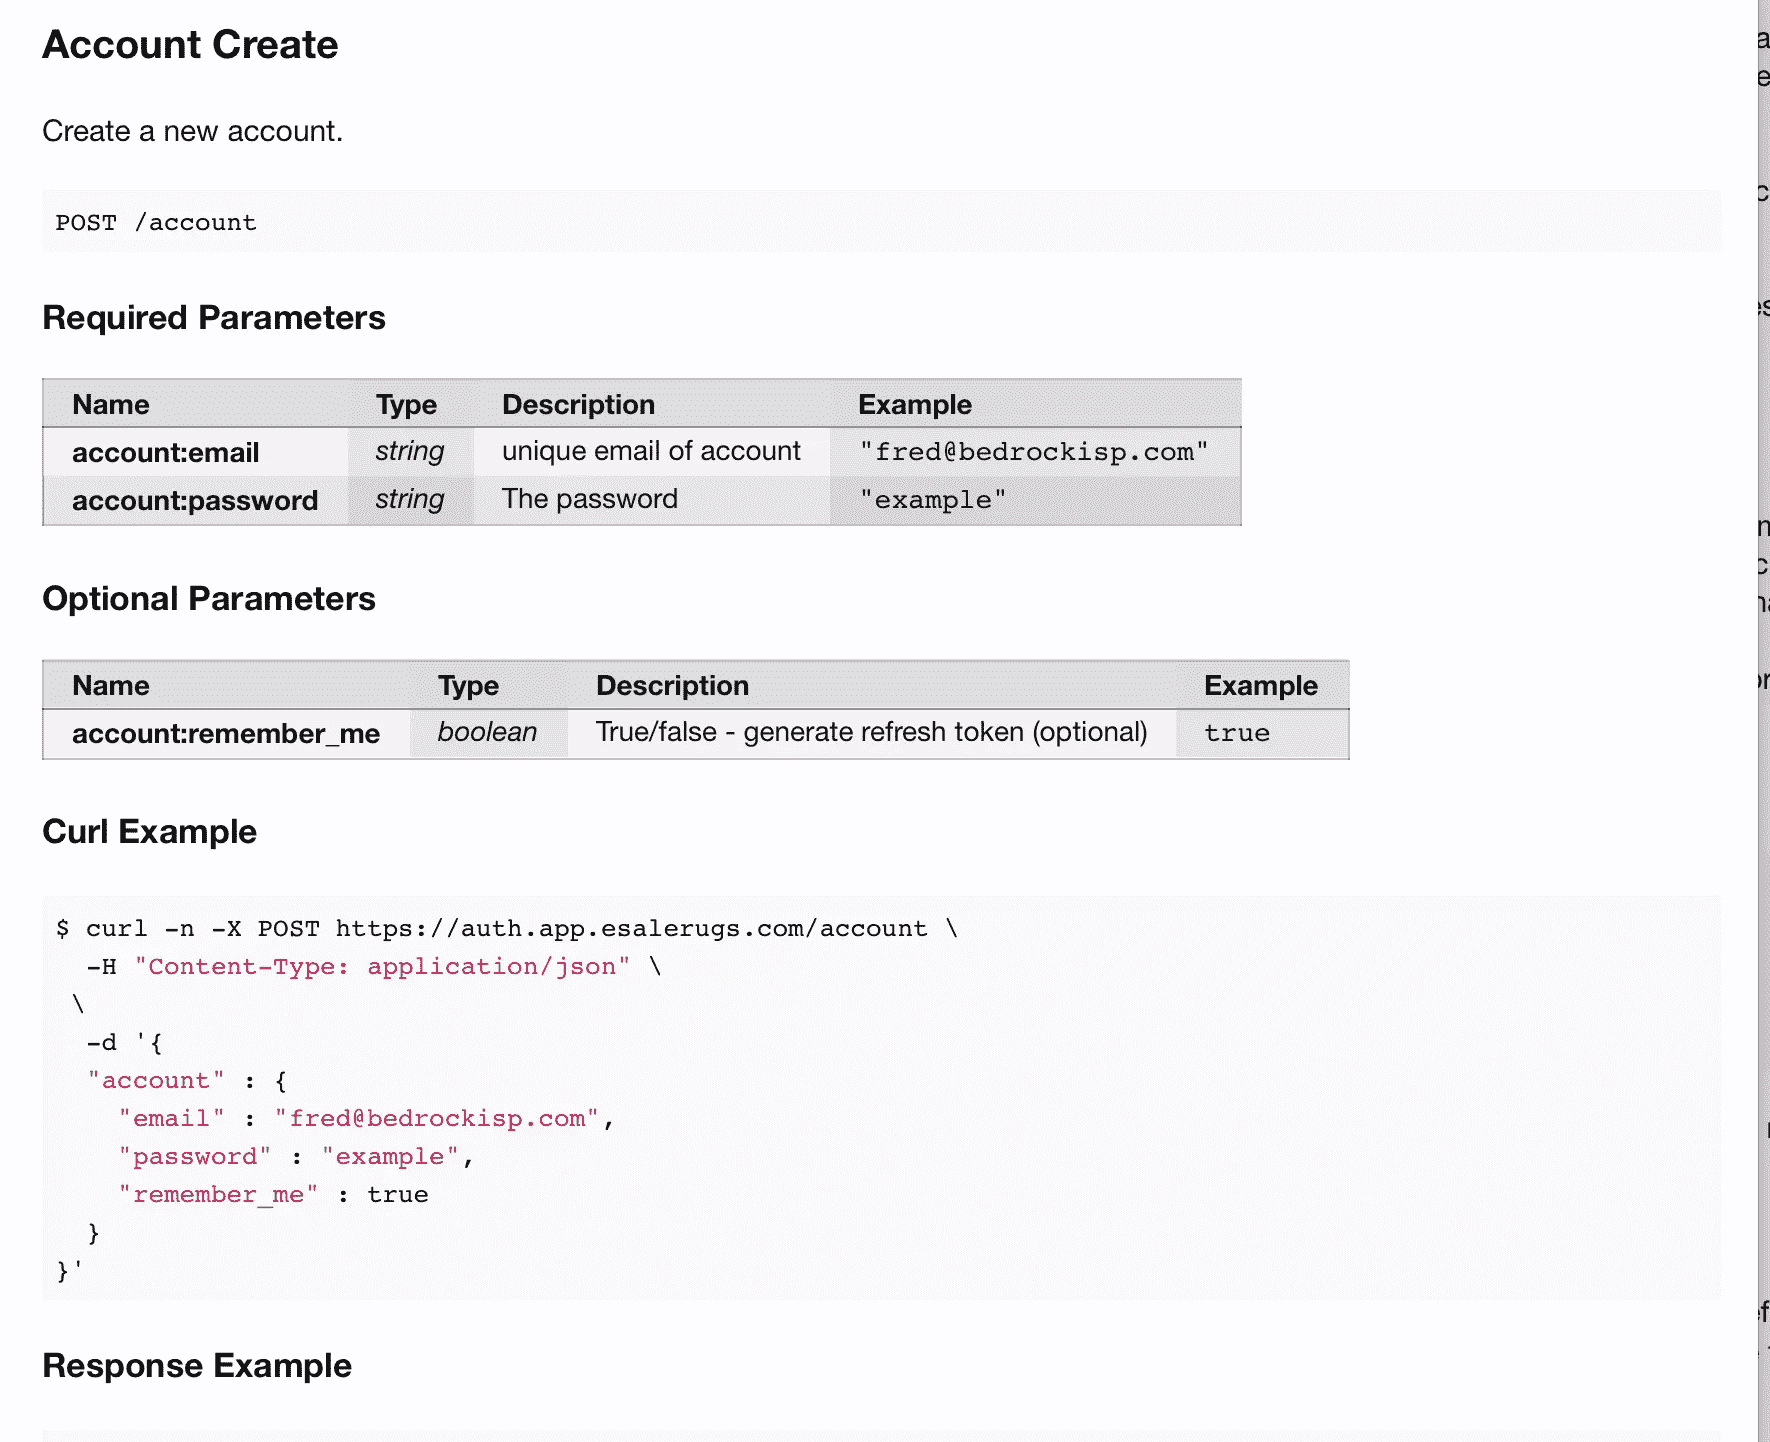 Account Create
Create a new account.
POST /account
Required Parameters
Name Type Description Example
account:email string unique email of account "fred@bedrockisp.com"
account:password string The password "example"
Optional Parameters
Name Type Description Example
account:remember_me boolean True/false - generate refresh token (optional) true
Curl Example
$ curl -n -X POST https://auth.app.esalerugs.com/account \
-H "Content-Type: application/json" \
\
-d '{
"account" : {
"email" : "fred@bedrockisp.com",
"password" : "example",
"remember_me" : true
}
}'
Response Example